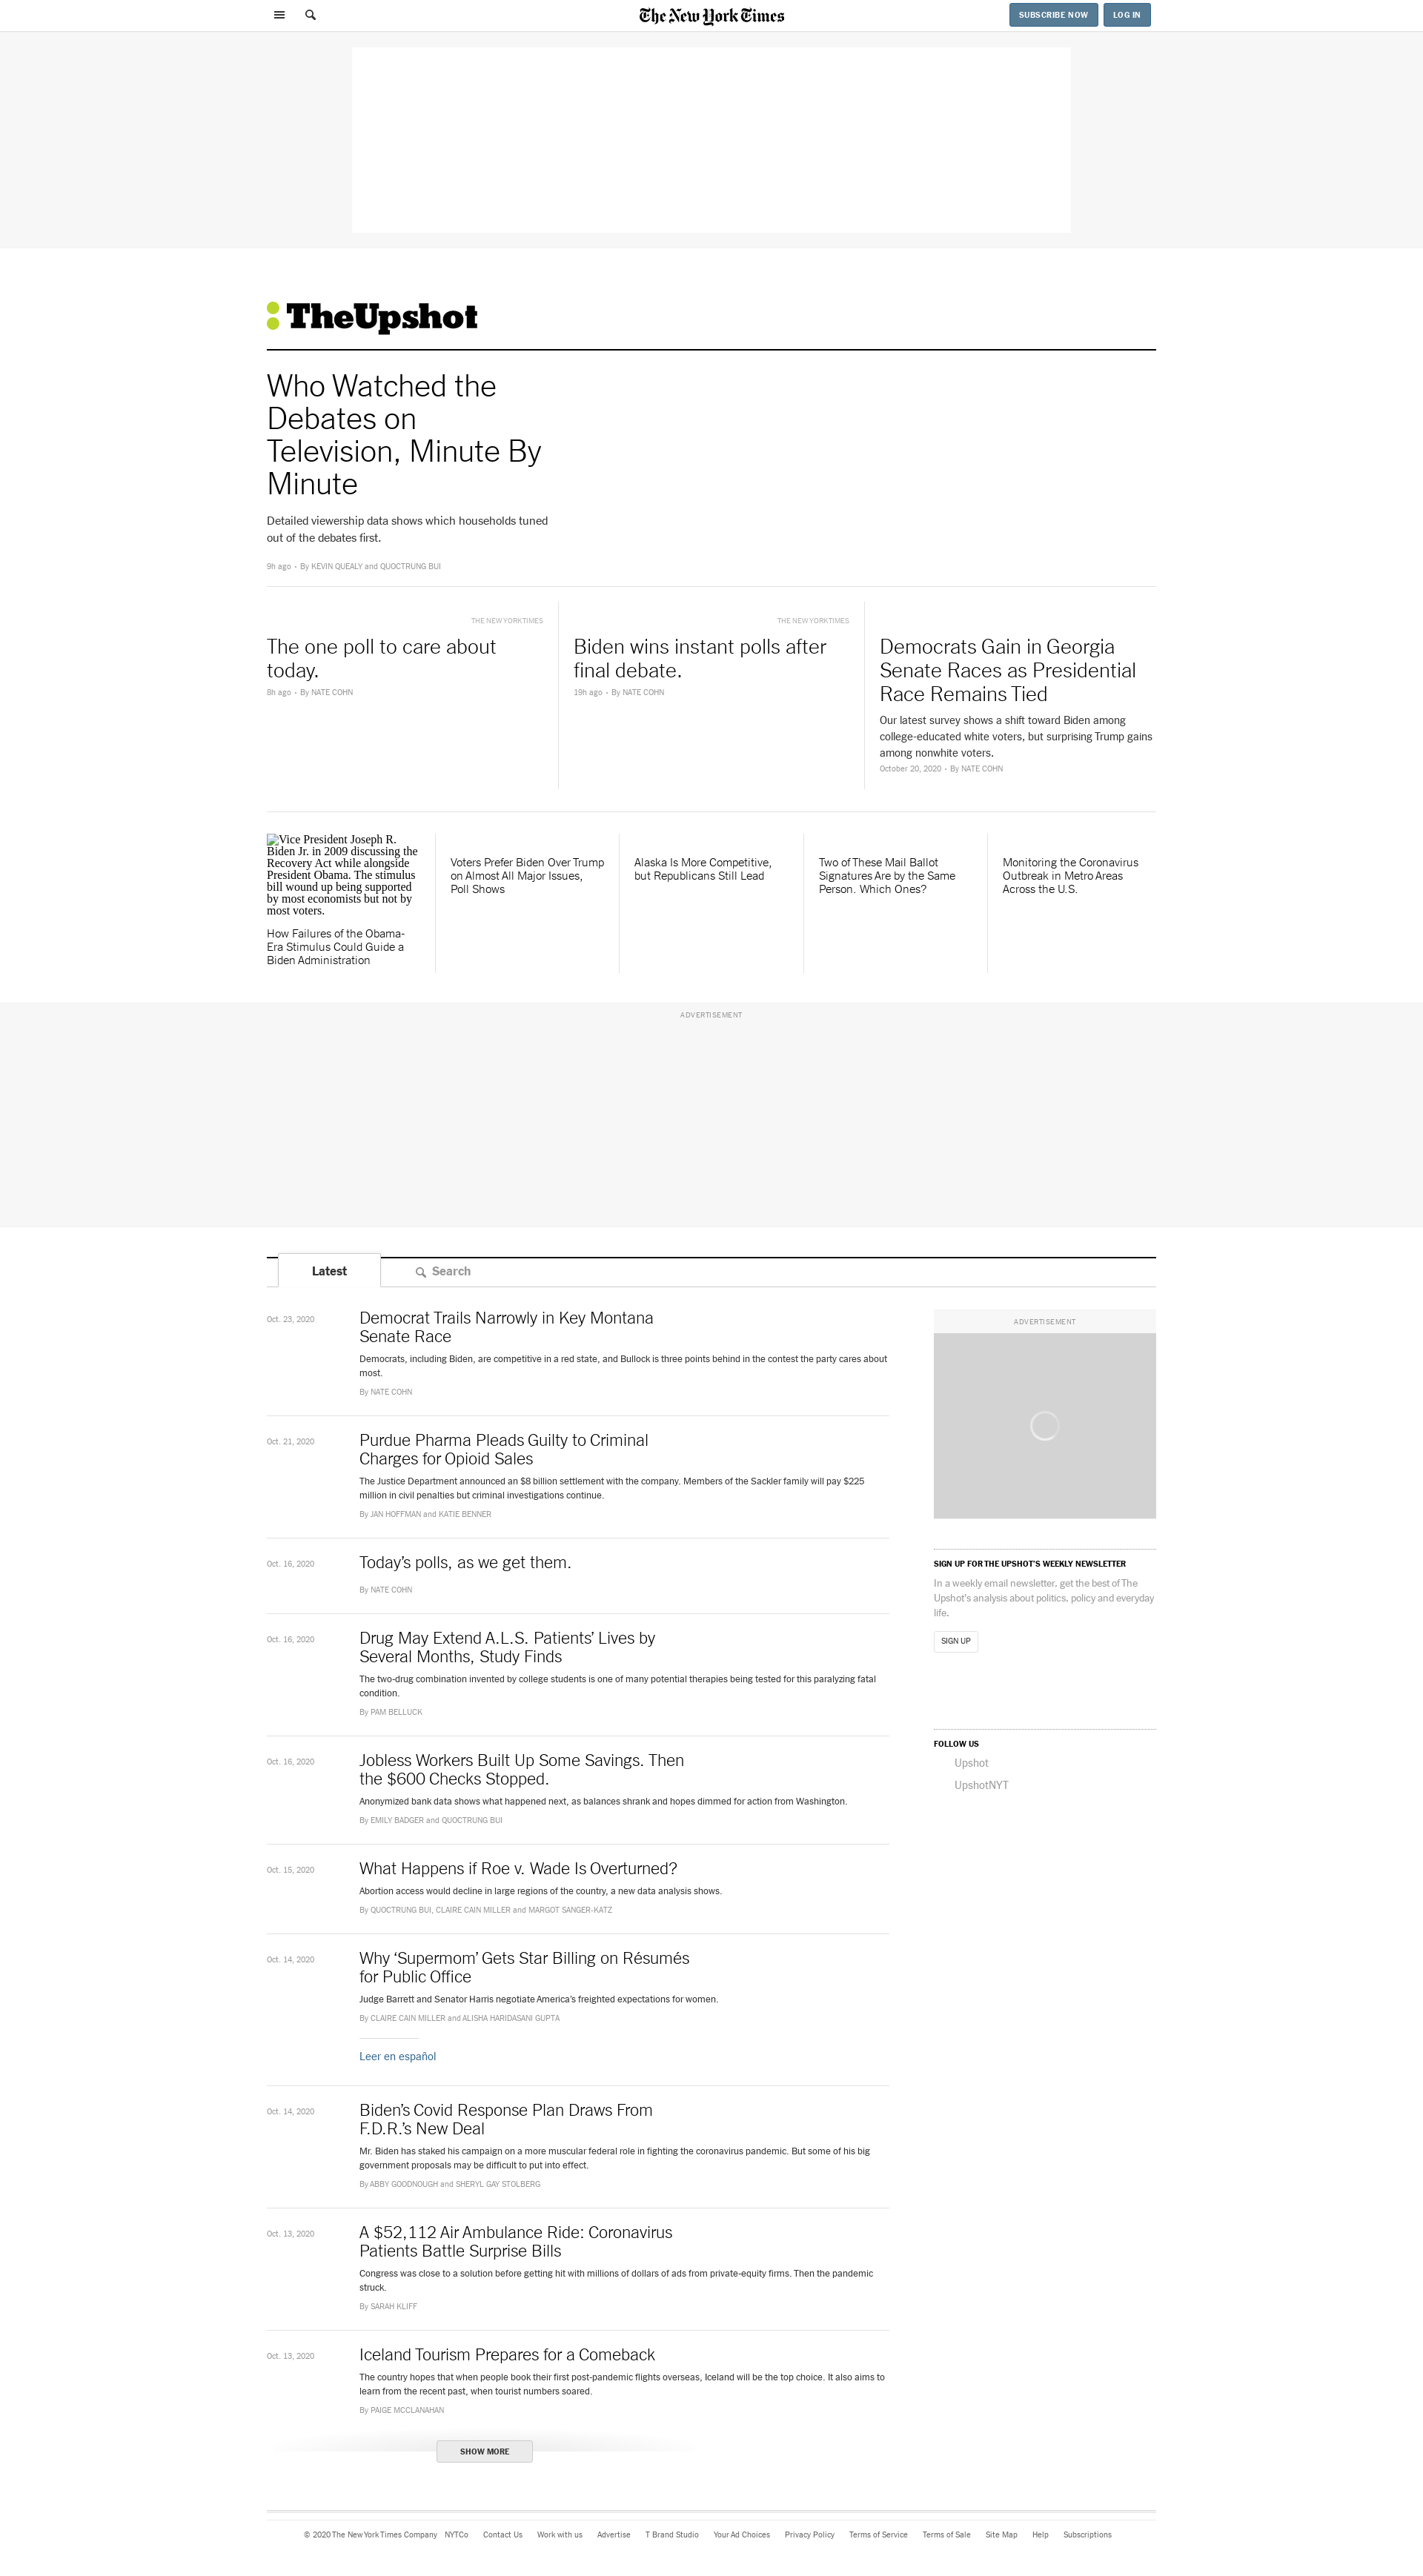 The New York Times
SUBSCRIBE NOW
LOG IN
TheUpshot
Who Watched the
Debates on
Television, Minute By
Minute
Detailed viewership data shows which households tuned
out of the debates first.
9h ago • By KEVIN QUEALY and QUOCTRUNG BUI
THE NEW YORK TIMES
The one poll to care about
today.
8h ago • By NATE COHN
THE NEW YORK TIMES
Biden wins instant polls after
final debate.
19h ago • By NATE COHN
Democrats Gain in Georgia
Senate Races as Presidential
Race Remains Tied
Our latest survey shows a shift toward Biden among
college-educated white voters, but surprising Trump gains
among nonwhite voters.
October 20, 2020 • By NATE COHN
Vice President Joseph R.
Biden Jr. in 2009 discussing the
Recovery Act while alongside
President Obama. The stimulus
bill wound up being supported
by most economists but not by
most voters.
How Failures of the Obama-
Era Stimulus Could Guide a
Biden Administration
Voters Prefer Biden Over Trump
on Almost All Major Issues,
Poll Shows
Alaska Is More Competitive,
but Republicans Still Lead
Two of These Mail Ballot
Signatures Are by the Same
Person. Which Ones?
Monitoring the Coronavirus
Outbreak in Metro Areas
Across the U.S.
ADVERTISEMENT
Latest
Search
Oct. 23, 2020
Democrat Trails Narrowly in Key Montana
Senate Race
Democrats, including Biden, are competitive in a red state, and Bullock is three points behind in the contest the party cares about
most.
By NATE COHN
Oct. 21, 2020
Purdue Pharma Pleads Guilty to Criminal
Charges for Opioid Sales
The Justice Department announced an $8 billion settlement with the company. Members of the Sackler family will pay $225
million in civil penalties but criminal investigations continue.
By JAN HOFFMAN and KATIE BENNER
Oct. 16, 2020
Today’s polls, as we get them.
By NATE COHN
Oct. 16, 2020
Drug May Extend A.L.S. Patients’ Lives by
Several Months, Study Finds
The two-drug combination invented by college students is one of many potential therapies being tested for this paralyzing fatal
condition.
By PAM BELLUCK
Oct. 16, 2020
Jobless Workers Built Up Some Savings. Then
the $600 Checks Stopped.
Anonymized bank data shows what happened next, as balances shrank and hopes dimmed for action from Washington.
By EMILY BADGER and QUOCTRUNG BUI
Oct. 15, 2020
What Happens if Roe v. Wade Is Overturned?
Abortion access would decline in large regions of the country, a new data analysis shows.
By QUOCTRUNG BUI, CLAIRE CAIN MILLER and MARGOT SANGER-KATZ
Oct. 14, 2020
Why ‘Supermom’ Gets Star Billing on Résumés
for Public Office
Judge Barrett and Senator Harris negotiate America’s freighted expectations for women.
By CLAIRE CAIN MILLER and ALISHA HARIDASANI GUPTA
Leer en español
Oct. 14, 2020
Biden’s Covid Response Plan Draws From
F.D.R.’s New Deal
Mr. Biden has staked his campaign on a more muscular federal role in fighting the coronavirus pandemic. But some of his big
government proposals may be difficult to put into effect.
By ABBY GOODNOUGH and SHERYL GAY STOLBERG
Oct. 13, 2020
A $52,112 Air Ambulance Ride: Coronavirus
Patients Battle Surprise Bills
Congress was close to a solution before getting hit with millions of dollars of ads from private-equity firms. Then the pandemic
struck.
By SARAH KLIFF
Oct. 13, 2020
Iceland Tourism Prepares for a Comeback
The country hopes that when people book their first post-pandemic flights overseas, Iceland will be the top choice. It also aims to
learn from the recent past, when tourist numbers soared.
By PAIGE MCCLANAHAN
SHOW MORE
ADVERTISEMENT
SIGN UP FOR THE UPSHOT'S WEEKLY NEWSLETTER
In a weekly email newsletter, get the best of The
Upshot's analysis about politics, policy and everyday
life.
SIGN UP
FOLLOW US
Upshot
UpshotNYT
© 2020 The New York Times Company NYTCo Contact Us Work with us Advertise T Brand Studio Your Ad Choices Privacy Policy Terms of Service Terms of Sale Site Map Help Subscriptions